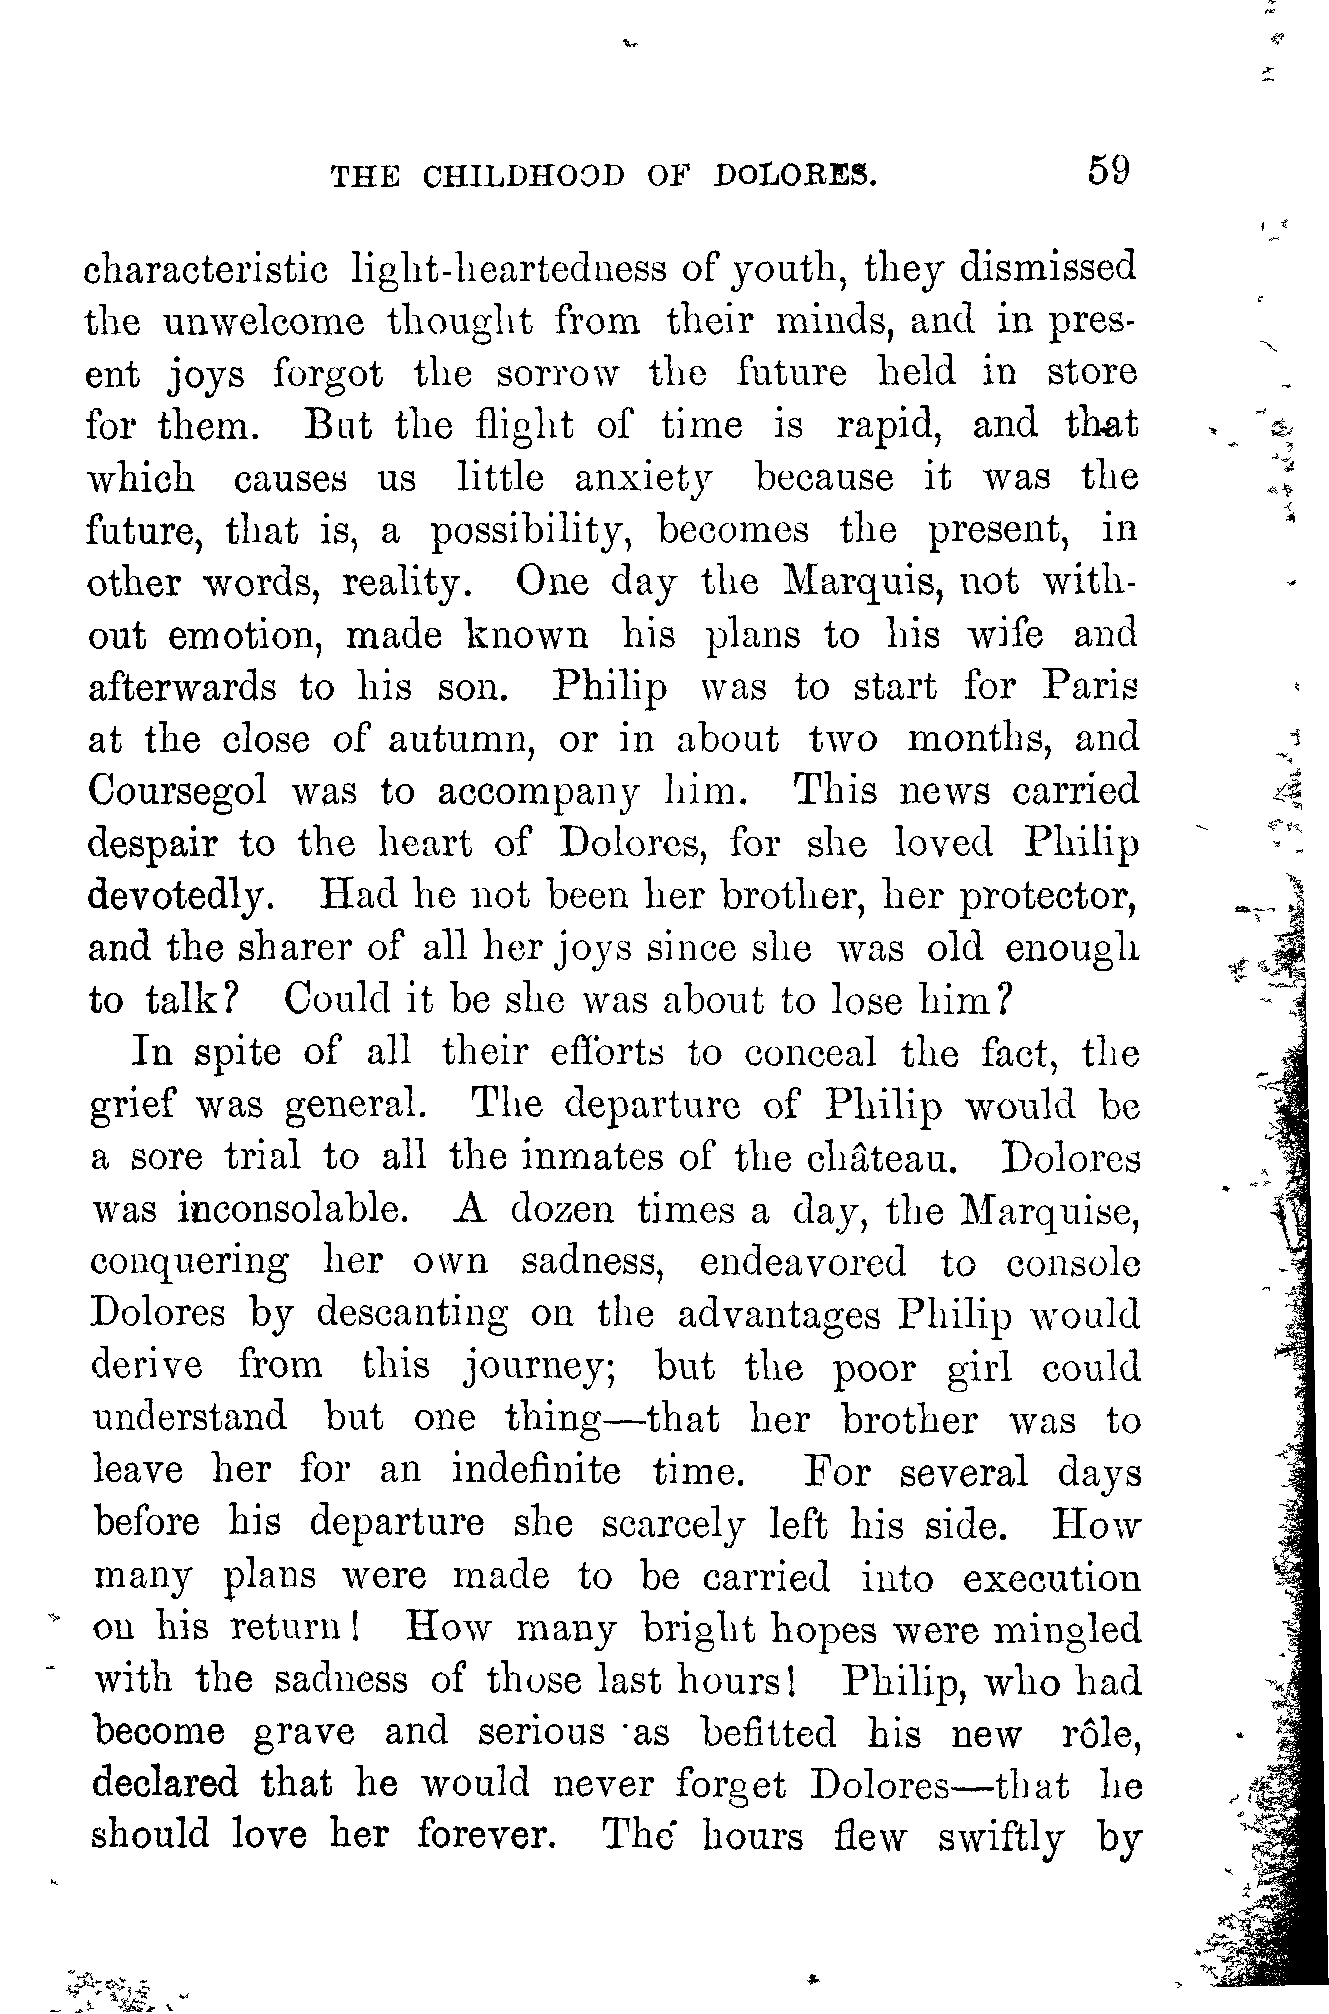 THE CHILDHOOD OF DOLORES. 59
characteristic light-heartedness of youth, they dismissed
the unwelcome thought from their minds, and in pres-
ent joys forgot the sorrow the future held in store
for them. But the flight of time is rapid, and that
which causes us little anxiety because it was the
future, that is, a possibility, becomes the present, in
other words, reality. One day the Marquis, not with-
out emotion, made known his plans to his wife and
afterwards to his son. Philip was to start for Paris
at the close of autumn, or in about two months, and
Coursegol was to accompany him. This news carried
despair to the heart of Dolores, for she loved Philip
devotedly. Had he not been her brother, her protector,
and the sharer of all her joys since she was old enough
to talk? Could it be she was about to lose him?
In spite of all their efforts to conceal the fact, the
grief was general. The departure of Philip would be
a sore trial to all the inmates of the château. Dolores
was inconsolable. A dozen times a day, the Marquise,
conquering her own sadness, endeavored to console
Dolores by descanting on the advantages Philip would
derive from this journey; but the poor girl could
understand but one thing—that her brother was to
leave her for an indefinite time. For several days
before his departure she scarcely left his side. How
many plans were made to be carried into execution
on his return! How many bright hopes were mingled
with the sadness of those last hours! Philip, who had
become grave and serious as befitted his new rôle,
declared that he would never forget Dolores—that he
should love her forever. The hours flew swiftly by